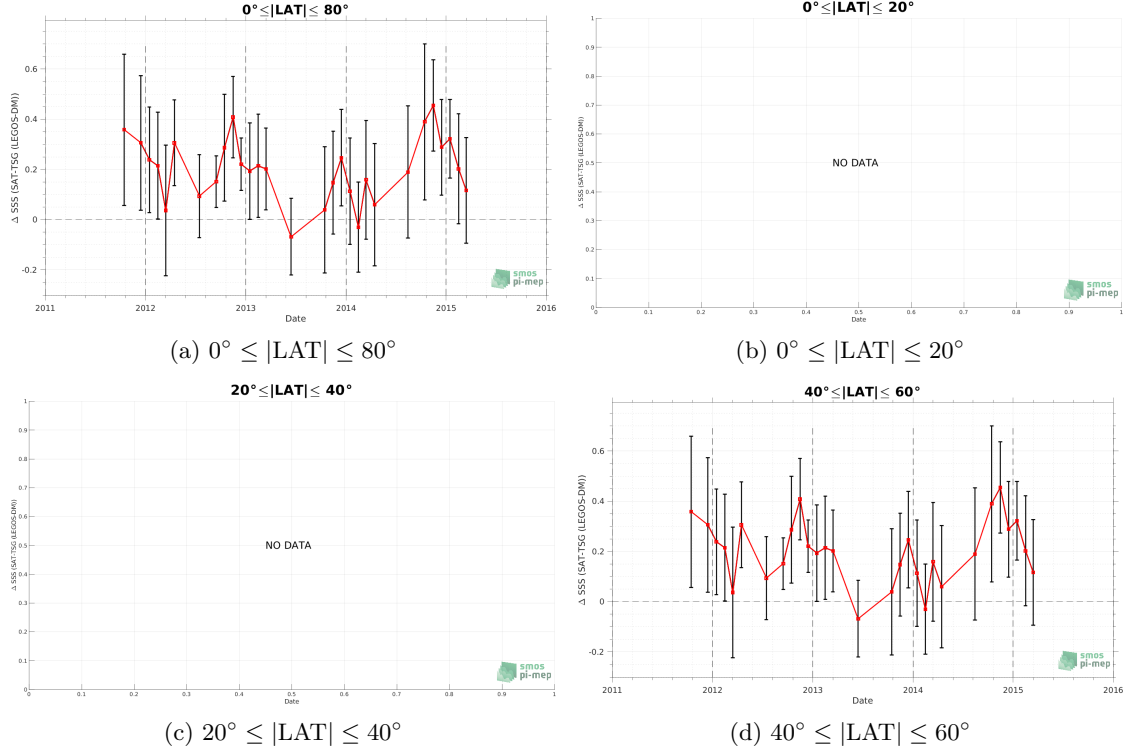 0°≤|LAT|≤ 80°
Δ SSS (SAT-TSG (LEGOS-DM))
0.6
0.4
0.2
0
-0.2
2011 2012 2013 2014 2015 2016
Date
smos
pi-mep
(a) 0° ≤ |LAT| ≤ 80°
0°≤|LAT|≤ 20°
Δ SSS (SAT-TSG (LEGOS-DM))
1
0.9
0.8
0.7
0.6
0.5
0.4
0.3
0.2
0.1
0
NO DATA
0 0.1 0.2 0.3 0.4 0.5 0.6 0.7 0.8 0.9 1
Date
smos
pi-mep
(b) 0° ≤ |LAT| ≤ 20°
20°≤|LAT|≤ 40°
Δ SSS (SAT-TSG (LEGOS-DM))
1
0.9
0.8
0.7
0.6
0.5
0.4
0.3
0.2
0.1
0
NO DATA
0 0.1 0.2 0.3 0.4 0.5 0.6 0.7 0.8 0.9 1
Date
smos
pi-mep
(c) 20° ≤ |LAT| ≤ 40°
40°≤|LAT|≤ 60°
Δ SSS (SAT-TSG (LEGOS-DM))
0.6
0.4
0.2
0
-0.2
2011 2012 2013 2014 2015 2016
Date
smos
pi-mep
(d) 40° ≤ |LAT| ≤ 60°